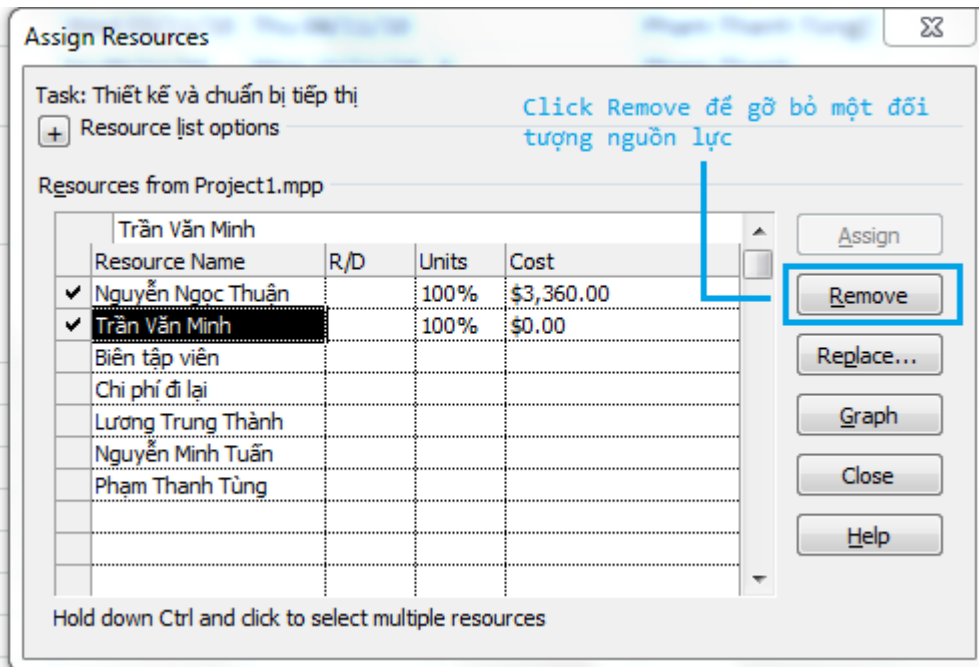 Assign Resources
Task: Thiết kế và chuẩn bị tiếp thị
Click Remove để gỡ bỏ một đối
tượng nguồn lực
+ Resource list options
Resources from Project1.mpp
Trần Văn Minh
Assign
Resource Name R/D Units Cost
Nguyễn Ngọc Thuận 100% $3,360.00
Remove
Trần Văn Minh 100% $0.00
Biên tập viên
Replace...
Chi phí đi lại
Lương Trung Thành
Graph
Nguyễn Minh Tuấn
Phạm Thanh Tùng
Close
Help
Hold down Ctrl and click to select multiple resources